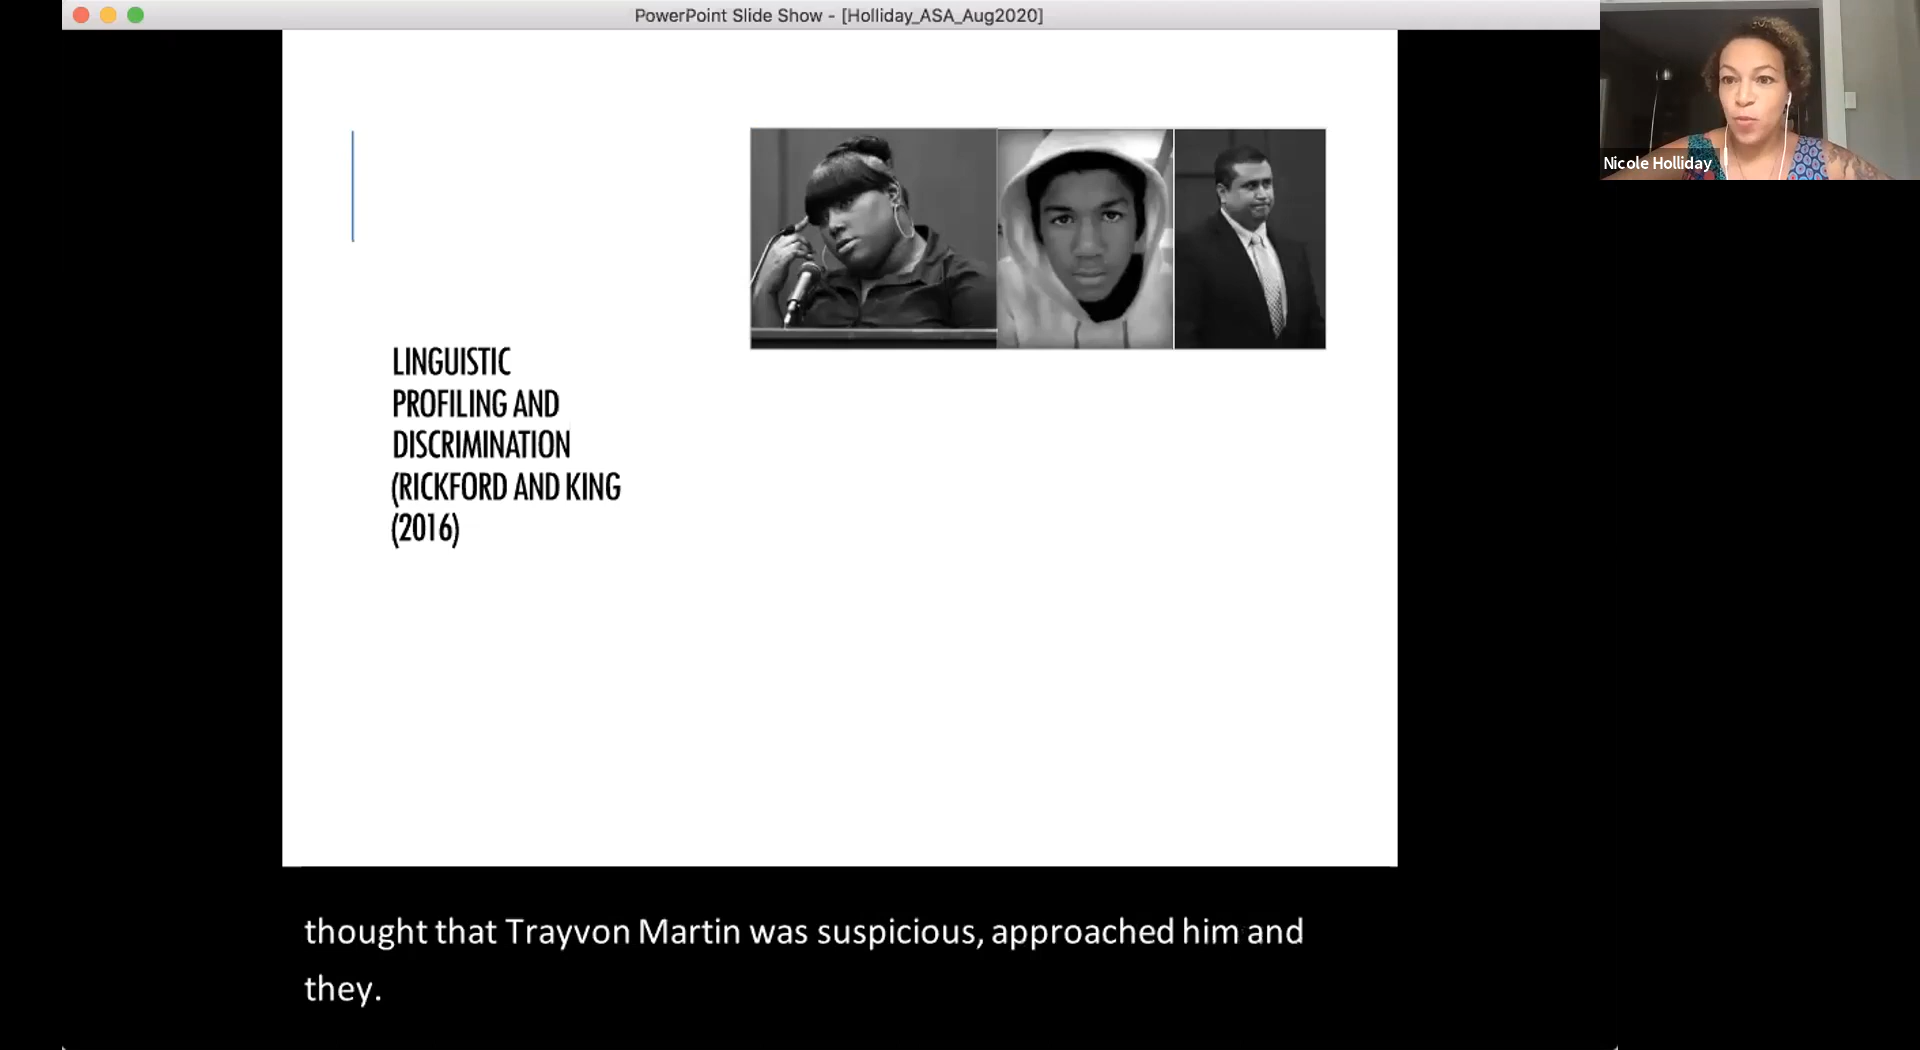 PowerPoint Slide Show - [Holliday_ASA_Aug2020]
Nicole Holliday
LINGUISTIC
PROFILING AND
DISCRIMINATION
(RICKFORD AND KING
(2016)
thought that Trayvon Martin was suspicious, approached him and
they.